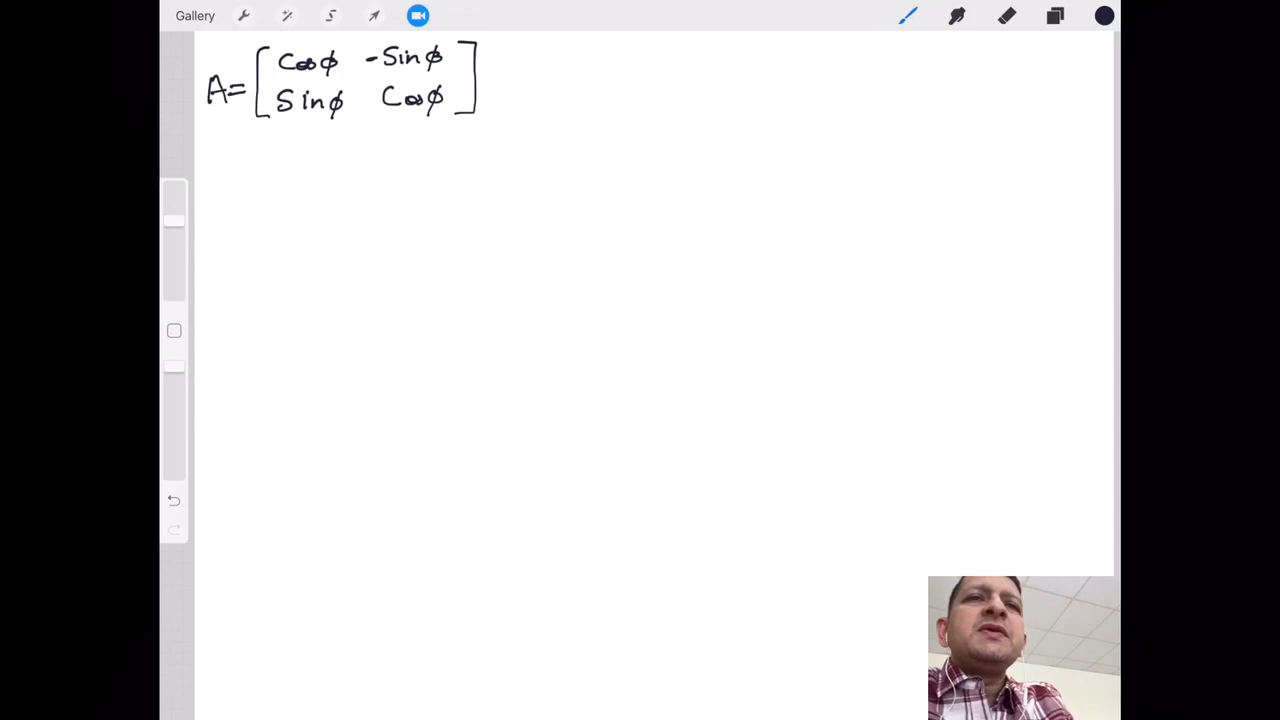 Gallery
A = [ Cosϕ -Sinϕ
Sinϕ Cosϕ ]